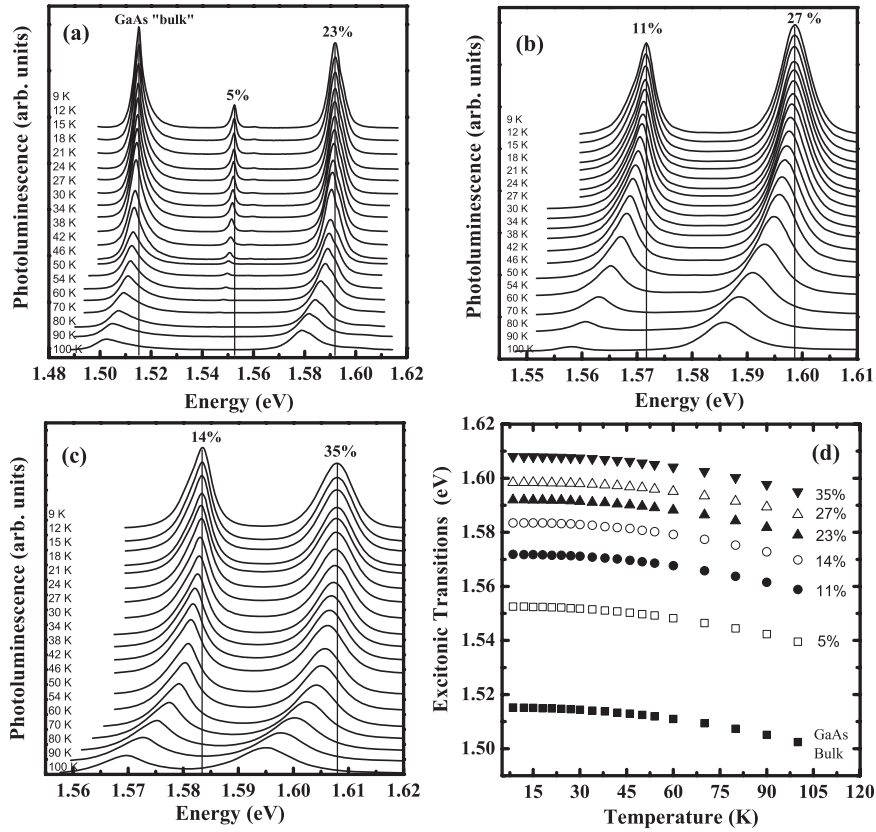 (a)
GaAs "bulk"
5%
23%
Photoluminescence (arb. units)
9 K
12 K
15 K
18 K
21 K
24 K
27 K
30 K
34 K
38 K
42 K
46 K
50 K
54 K
60 K
70 K
80 K
90 K
100 K
1.48 1.50 1.52 1.54 1.56 1.58 1.60 1.62
Energy (eV)
(b)
11%
27 %
Photoluminescence (arb. units)
9 K
12 K
15 K
18 K
21 K
24 K
27 K
30 K
34 K
38 K
42 K
46 K
50 K
54 K
60 K
70 K
80 K
90 K
100 K
1.55 1.56 1.57 1.58 1.59 1.60 1.61
Energy (eV)
(c)
14%
35%
Photoluminescence (arb. units)
9 K
12 K
15 K
18 K
21 K
24 K
27 K
30 K
34 K
38 K
42 K
46 K
54 K
60 K
70 K
80 K
90 K
100 K
1.56 1.57 1.58 1.59 1.60 1.61 1.62
Energy (eV)
(d)
Excitonic Transitions (eV)
1.62
1.60
1.58
1.56
1.54
1.52
1.50
35%
27%
23%
14%
11%
5%
GaAs
Bulk
15 30 45 60 75 90 105 120
Temperature (K)